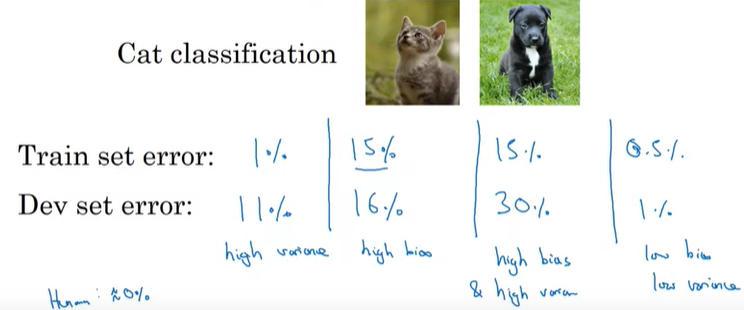 Cat classification
Train set error: 1% 15% 15% 0.5%
Dev set error: 11% 16% 30% 1%
high variance high bias high bias low bias
& high varian low variance
Human: ≈0%